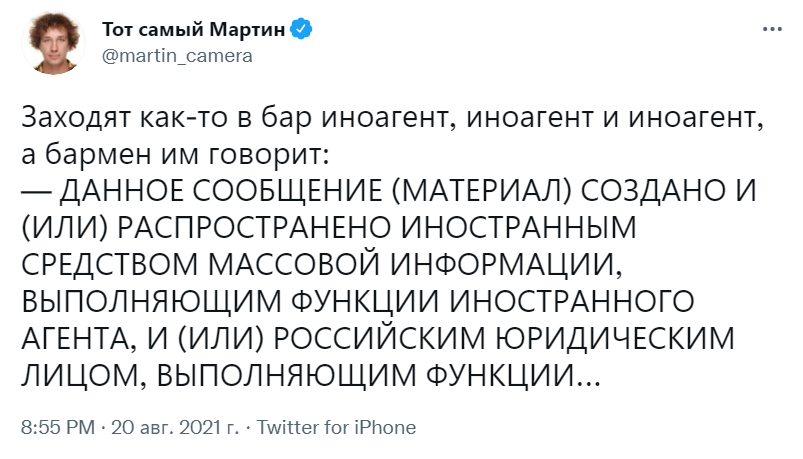 Тот самый Мартин
@martin_camera
Заходят как-то в бар иноагент, иноагент и иноагент,
а бармен им говорит:
— ДАННОЕ СООБЩЕНИЕ (МАТЕРИАЛ) СОЗДАНО И
(ИЛИ) РАСПРОСТРАНЕНО ИНОСТРАННЫМ
СРЕДСТВОМ МАССОВОЙ ИНФОРМАЦИИ,
ВЫПОЛНЯЮЩИМ ФУНКЦИИ ИНОСТРАННОГО
АГЕНТА, И (ИЛИ) РОССИЙСКИМ ЮРИДИЧЕСКИМ
ЛИЦОМ, ВЫПОЛНЯЮЩИМ ФУНКЦИИ...
8:55 PM · 20 авг. 2021 г. · Twitter for iPhone